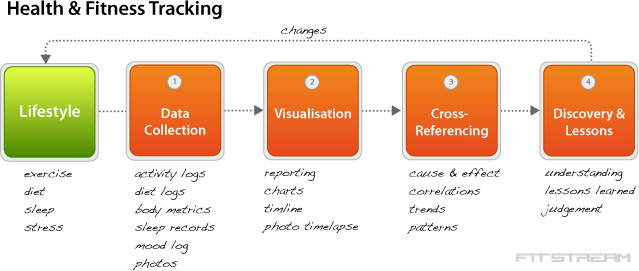 Health & Fitness Tracking
changes
Lifestyle
exercise
diet
sleep
stress
1
Data
Collection
activity logs
diet logs
body metrics
sleep records
mood log
photos
2
Visualisation
reporting
charts
timeline
photo timelapse
3
Cross-
Referencing
cause & effect
correlations
trends
patterns
4
Discovery &
Lessons
understanding
lessons learned
judgement
FITSTREAM